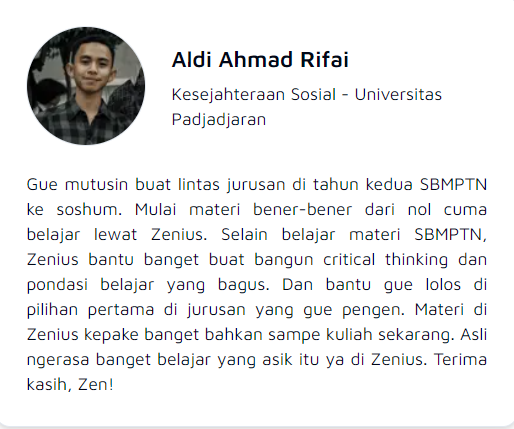 Aldi Ahmad Rifai
Kesejahteraan Sosial - Universitas
Padjadjaran
Gue mutusin buat lintas jurusan di tahun kedua SBMPTN
ke soshum. Mulai materi bener-bener dari nol cuma
belajar lewat Zenius. Selain belajar materi SBMPTN,
Zenius bantu banget buat bangun critical thinking dan
pondasi belajar yang bagus. Dan bantu gue lolos di
pilihan pertama di jurusan yang gue pengen. Materi di
Zenius kepake banget bahkan sampe kuliah sekarang. Asli
ngerasa banget belajar yang asik itu ya di Zenius. Terima
kasih, Zen!